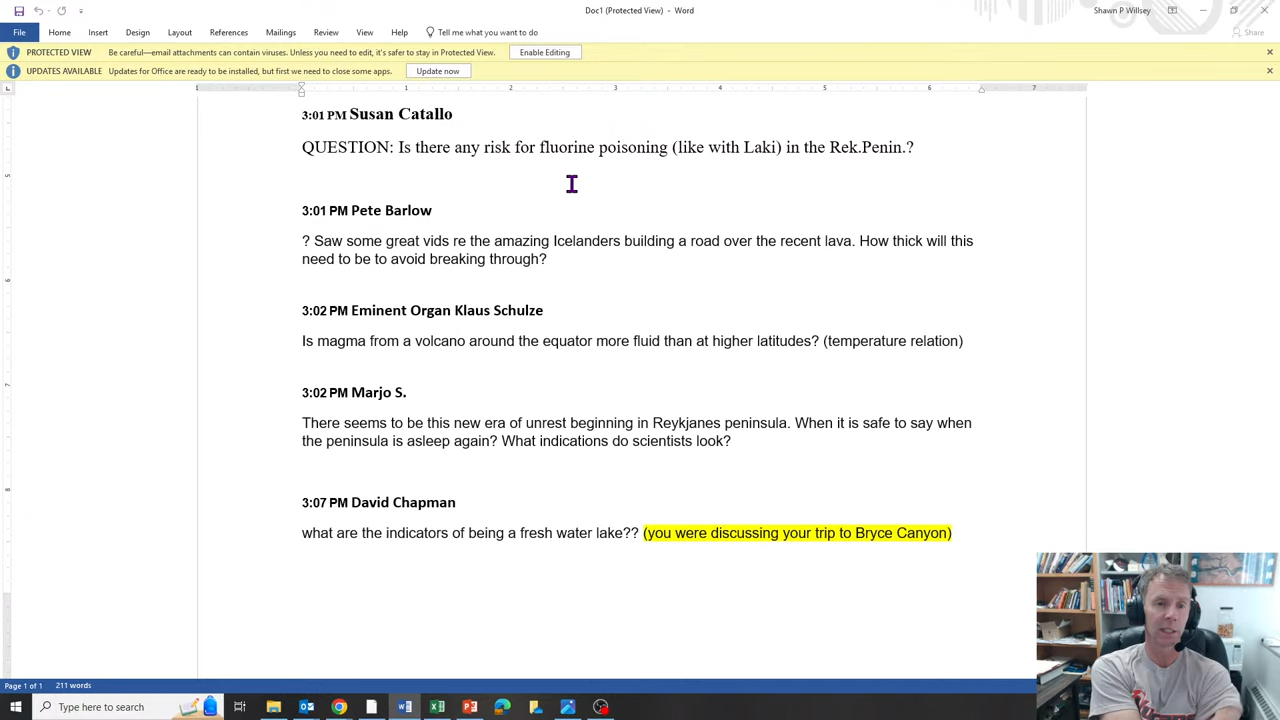 Doc1 (Protected View) - Word
Shawn P Willsey
File Home Insert Design Layout References Mailings Review View Help Tell me what you want to do Share
PROTECTED VIEW Be careful—email attachments can contain viruses. Unless you need to edit, it's safer to stay in Protected View. Enable Editing
UPDATES AVAILABLE Updates for Office are ready to be installed, but first we need to close some apps. Update now
1 1 2 3 4 5 6 7
3:01 PM Susan Catallo
QUESTION: Is there any risk for fluorine poisoning (like with Laki) in the Rek.Penin.?
3:01 PM Pete Barlow
? Saw some great vids re the amazing Icelanders building a road over the recent lava. How thick will this
need to be to avoid breaking through?
3:02 PM Eminent Organ Klaus Schulze
Is magma from a volcano around the equator more fluid than at higher latitudes? (temperature relation)
3:02 PM Marjo S.
There seems to be this new era of unrest beginning in Reykjanes peninsula. When it is safe to say when
the peninsula is asleep again? What indications do scientists look?
3:07 PM David Chapman
what are the indicators of being a fresh water lake?? (you were discussing your trip to Bryce Canyon)
Page 1 of 1 211 words
Type here to search